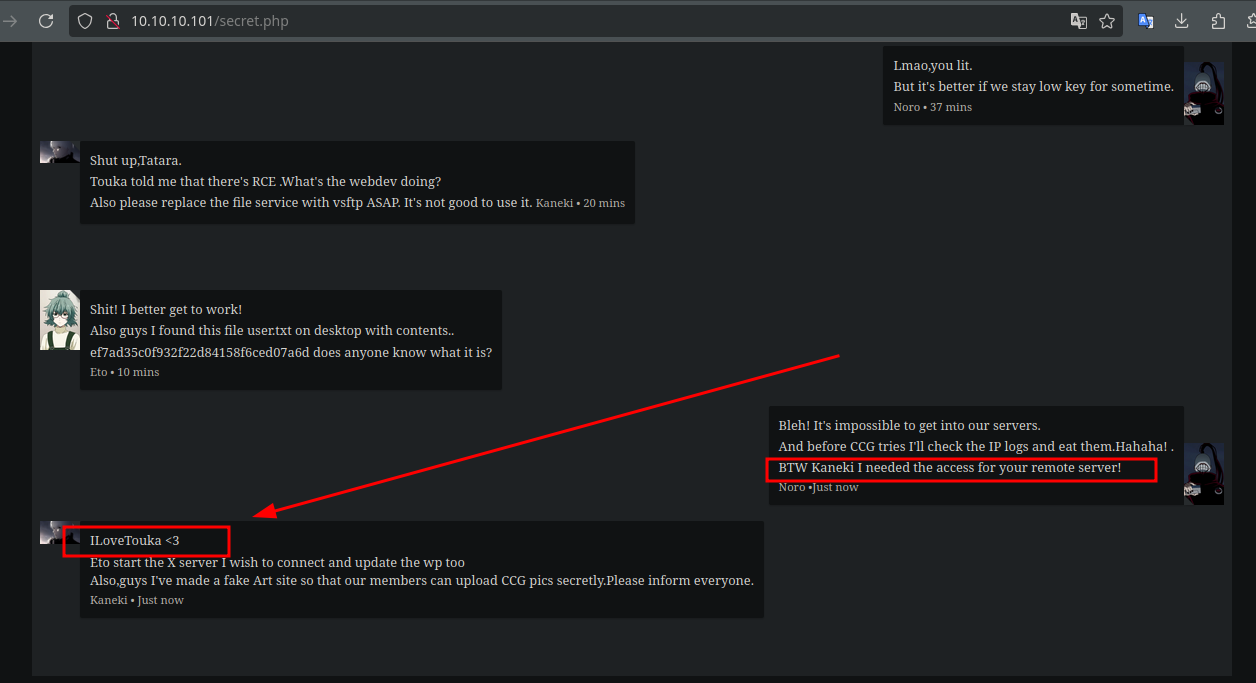 10.10.10.101/secret.php
Lmao,you lit.
But it's better if we stay low key for sometime.
Noro • 37 mins
Shut up,Tatara.
Touka told me that there's RCE .What's the webdev doing?
Also please replace the file service with vsftp ASAP. It's not good to use it. Kaneki • 20 mins
Shit! I better get to work!
Also guys I found this file user.txt on desktop with contents..
ef7ad35c0f932f22d84158f6ced07a6d does anyone know what it is?
Eto • 10 mins
Bleh! It's impossible to get into our servers.
And before CCG tries I'll check the IP logs and eat them.Hahaha! .
BTW Kaneki I needed the access for your remote server!
Noro •Just now
ILoveTouka <3
Eto start the X server I wish to connect and update the wp too
Also,guys I've made a fake Art site so that our members can upload CCG pics secretly.Please inform everyone.
Kaneki • Just now